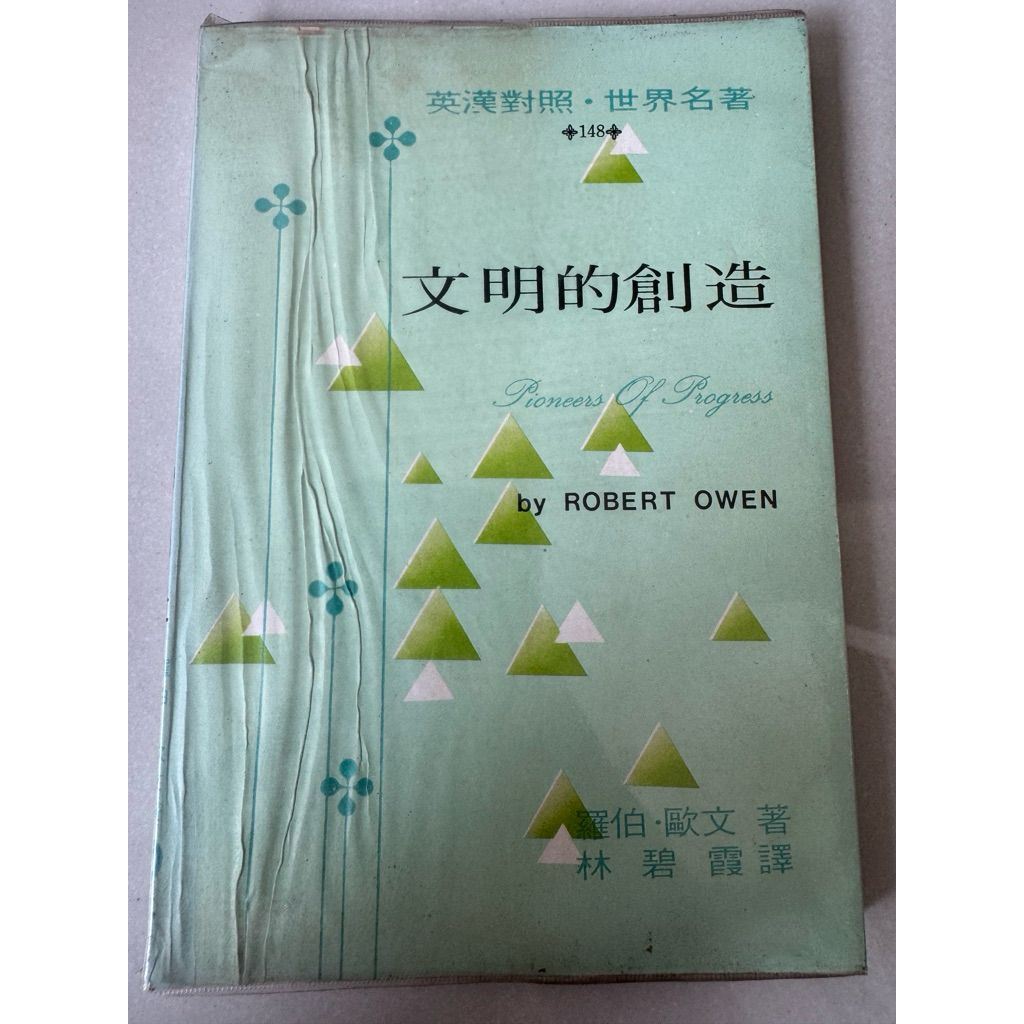 英漢對照・世界名著
148
文明的創造
Pioneers Of Progress
by ROBERT OWEN
羅伯・歐文 著
林碧霞譯